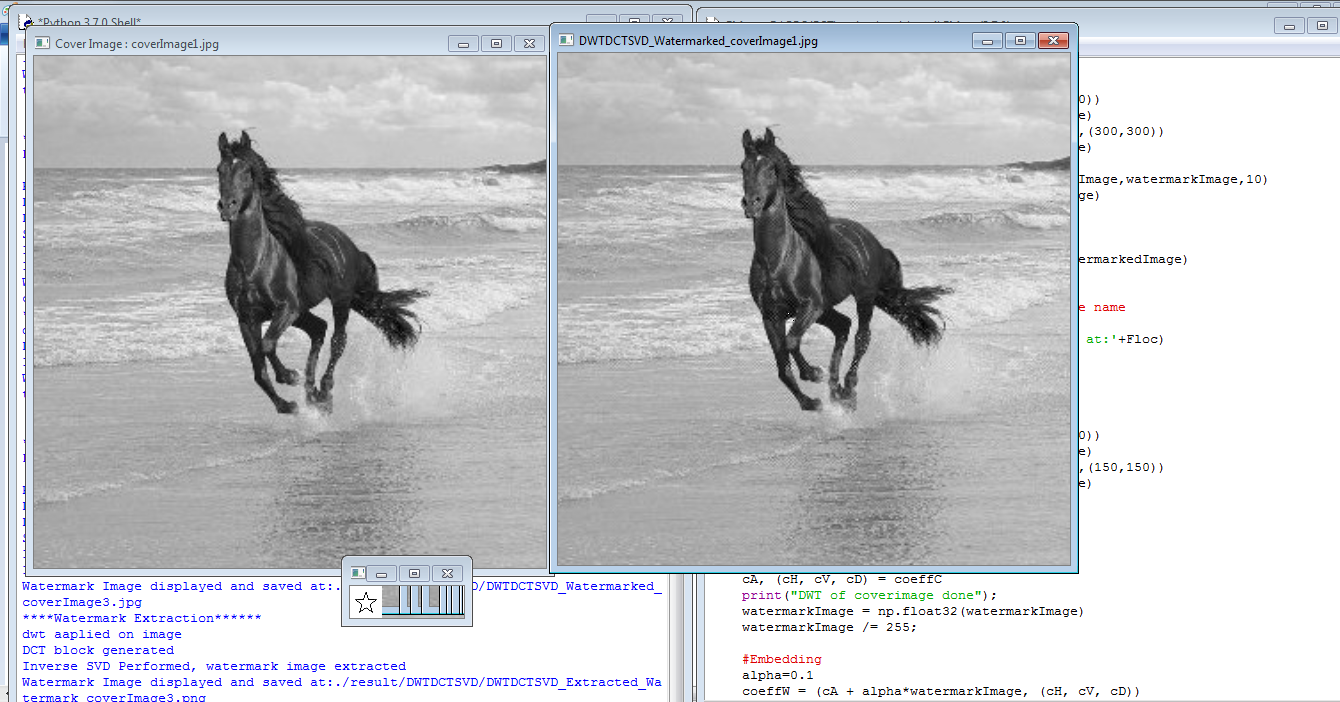 *Python 3.7.0 Shell*
Cover Image : coverImage1.jpg
DWTDCTSVD_Watermarked_coverImage1.jpg
0))
e)
,(300,300))
e)
Image,watermarkImage,10)
ge)
ermarkedImage)
e name
at:'+Floc)
0))
e)
,(150,150))
e)
cA, (cH, cV, cD) = coeffC
print("DWT of coverimage done");
watermarkImage = np.float32(watermarkImage)
watermarkImage /= 255;
#Embedding
alpha=0.1
coeffW = (cA + alpha*watermarkImage, (cH, cV, cD))
Watermark Image displayed and saved at:. D/DWTDCTSVD_Watermarked_
coverImage3.jpg
****Watermark Extraction******
dwt aaplied on image
DCT block generated
Inverse SVD Performed, watermark image extracted
Watermark Image displayed and saved at:./result/DWTDCTSVD/DWTDCTSVD_Extracted_Wa
termark_coverImage3.png